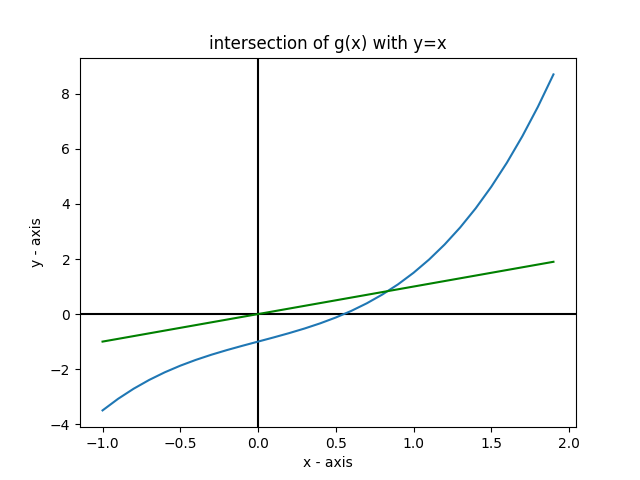 intersection of g(x) with y=x
y - axis
8
6
4
2
0
−2
−4
−1.0 −0.5 0.0 0.5 1.0 1.5 2.0
x - axis